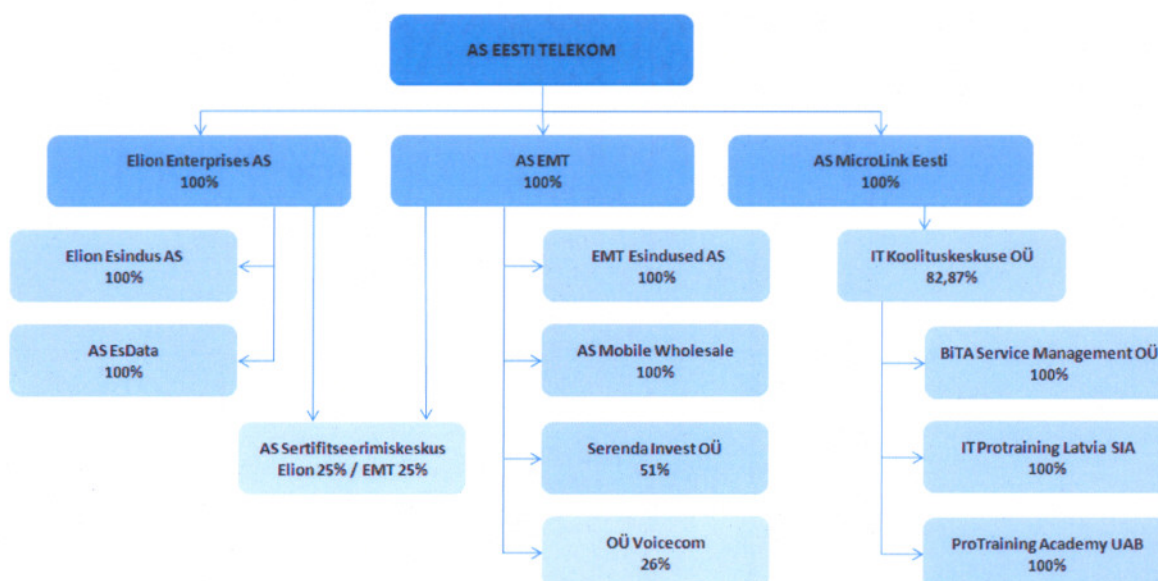 AS EESTI TELEKOM
Elion Enterprises AS
100%
AS EMT
100%
AS MicroLink Eesti
100%
Elion Esindus AS
100%
EMT Esindused AS
100%
IT Koolituskeskuse OÜ
82,87%
AS EsData
100%
AS Mobile Wholesale
100%
BiTA Service Management OÜ
100%
AS Sertifitseerimiskeskus
Elion 25% / EMT 25%
Serenda Invest OÜ
51%
IT Protraining Latvia SIA
100%
OÜ Voicecom
26%
ProTraining Academy UAB
100%